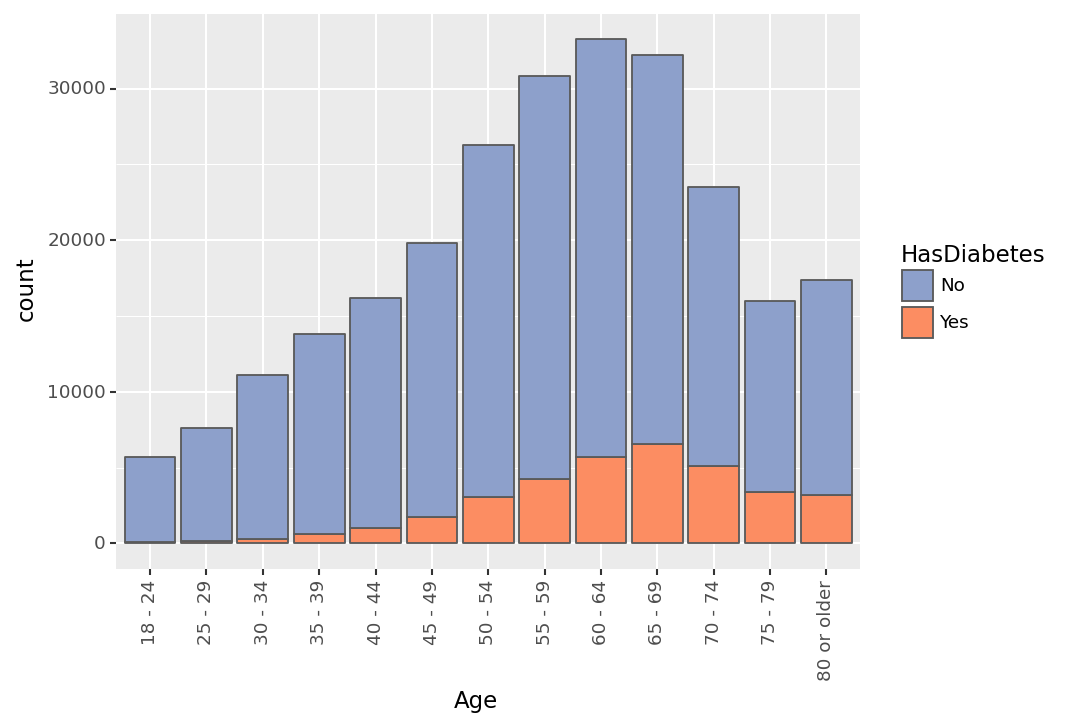 30000
20000
10000
0
count
18 - 24
25 - 29
30 - 34
35 - 39
40 - 44
45 - 49
50 - 54
55 - 59
60 - 64
65 - 69
70 - 74
75 - 79
80 or older
Age
HasDiabetes
No
Yes